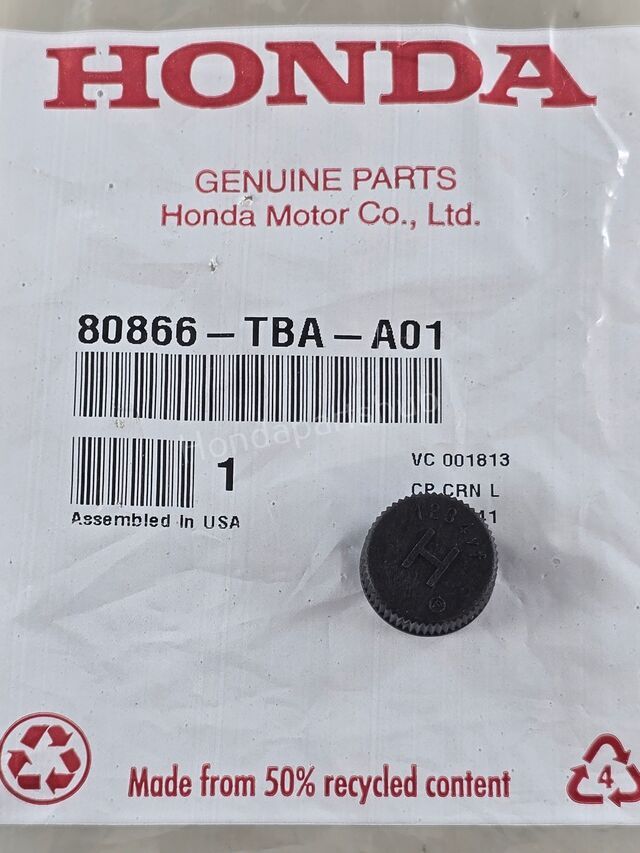 HONDA
GENUINE PARTS
Honda Motor Co., Ltd.
80866-TBA-A01
1
VC 001813
CP CRN L
41
Assembled In USA
H
Made from 50% recycled content
4